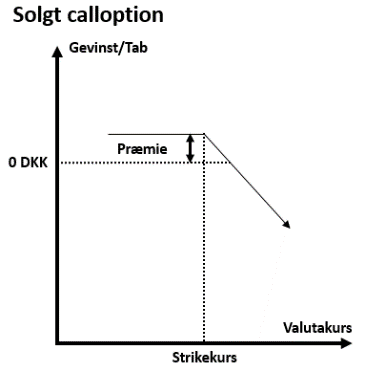 Solgt calloption
Gevinst/Tab
Præmie
0 DKK
Valutakurs
Strikekurs